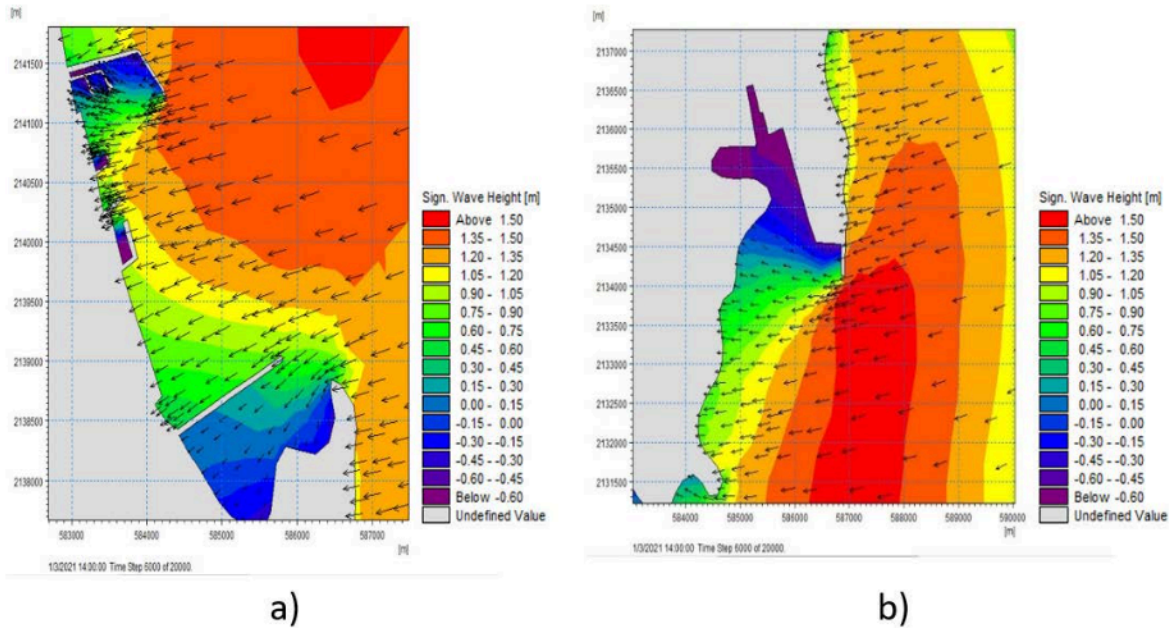 [m]
2141500
2141000
2140500
2140000
2139500
2139000
2138500
2138000
583000 584000 585000 586000 587000
[m]
1/3/2021 14:00:00 Time Step 6000 of 20000.
Sign. Wave Height [m]
Above 1.50
1.35 - 1.50
1.20 - 1.35
1.05 - 1.20
0.90 - 1.05
0.75 - 0.90
0.60 - 0.75
0.45 - 0.60
0.30 - 0.45
0.15 - 0.30
0.00 - 0.15
-0.15 - 0.00
-0.30 - -0.15
-0.45 - -0.30
-0.60 - -0.45
Below -0.60
Undefined Value
a)
[m]
2137000
2136500
2136000
2135500
2135000
2134500
2134000
2133500
2133000
2132500
2132000
2131500
584000 585000 586000 587000 588000 589000 590000
[m]
1/3/2021 14:00:00 Time Step 6000 of 20000.
Sign. Wave Height [m]
Above 1.50
1.35 - 1.50
1.20 - 1.35
1.05 - 1.20
0.90 - 1.05
0.75 - 0.90
0.60 - 0.75
0.45 - 0.60
0.30 - 0.45
0.15 - 0.30
0.00 - 0.15
-0.15 - 0.00
-0.30 - -0.15
-0.45 - -0.30
-0.60 - -0.45
Below -0.60
Undefined Value
b)